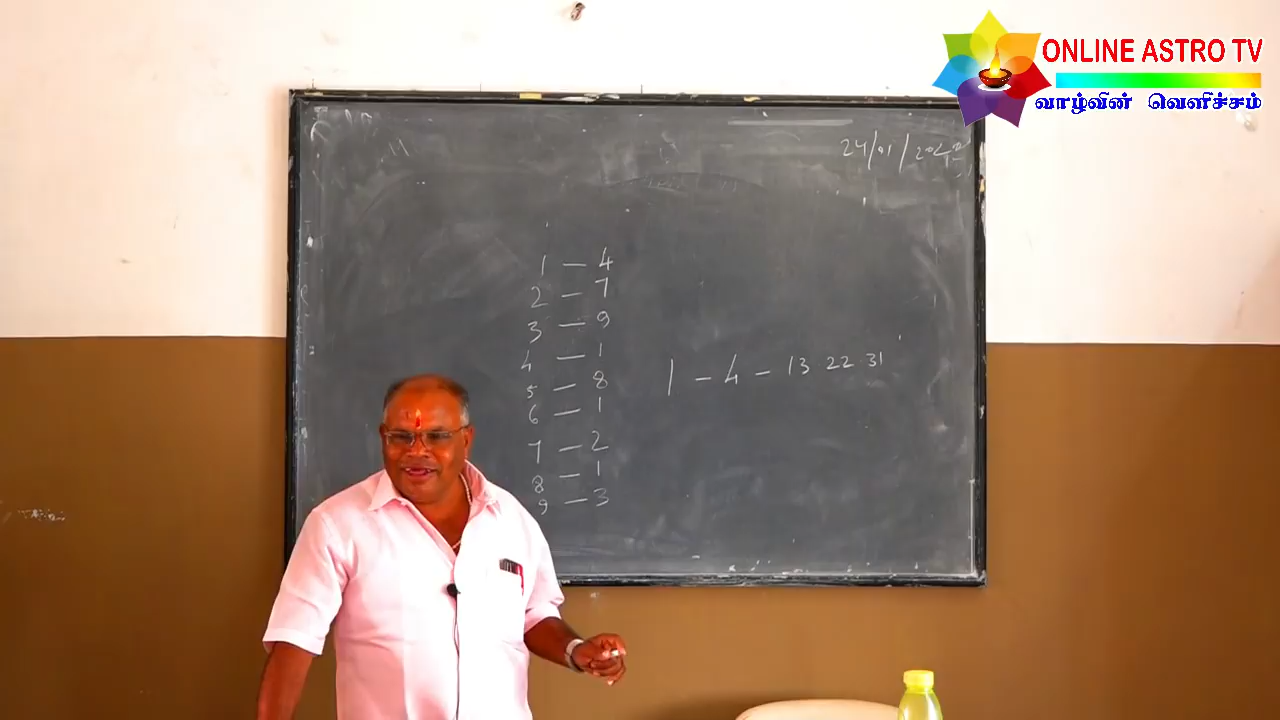 ONLINE ASTRO TV
வாழ்வின் வெளிச்சம்
24/01/
1 – 4
2 – 7
3 – 9
4 – 1
5 – 8
6 – 1
7 – 2
8 – 1
9 – 3
1 – 4 – 13 22 31